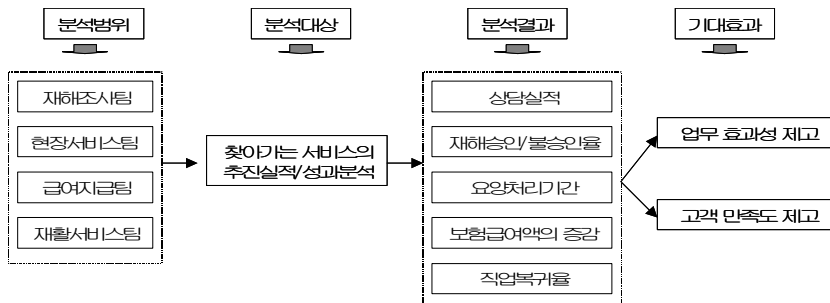 분석범위
분석대상
분석결과
기대효과
재해조사팀
현장서비스팀
급여지급팀
재활서비스팀
찾아가는 서비스의
추진실적/성과분석
상담실적
재해승인/불승인율
요양처리기간
보험급여액의 증감
직업복귀율
업무 효과성 제고
고객 만족도 제고